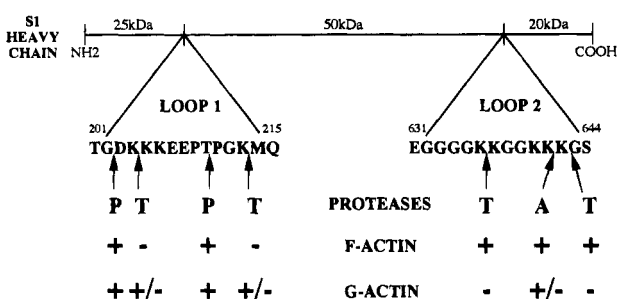 S1 HEAVY CHAIN
25kDa 50kDa 20kDa
NH2 COOH
LOOP 1 LOOP 2
201 215 631 644
TGDKKKEEPTPGKMQ EGGGGKKGGKKKGS
P T P T PROTEASES T A T
+ - + - F-ACTIN + + +
+ +/- + +/- G-ACTIN - +/- -